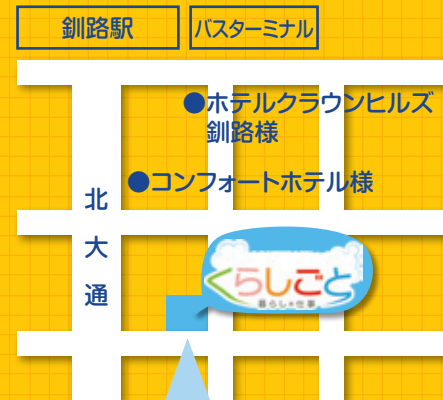 釧路駅
バスターミナル
●ホテルクラウンヒルズ
釧路様
●コンフォートホテル様
北大通
くらしごと
暮らし×仕事